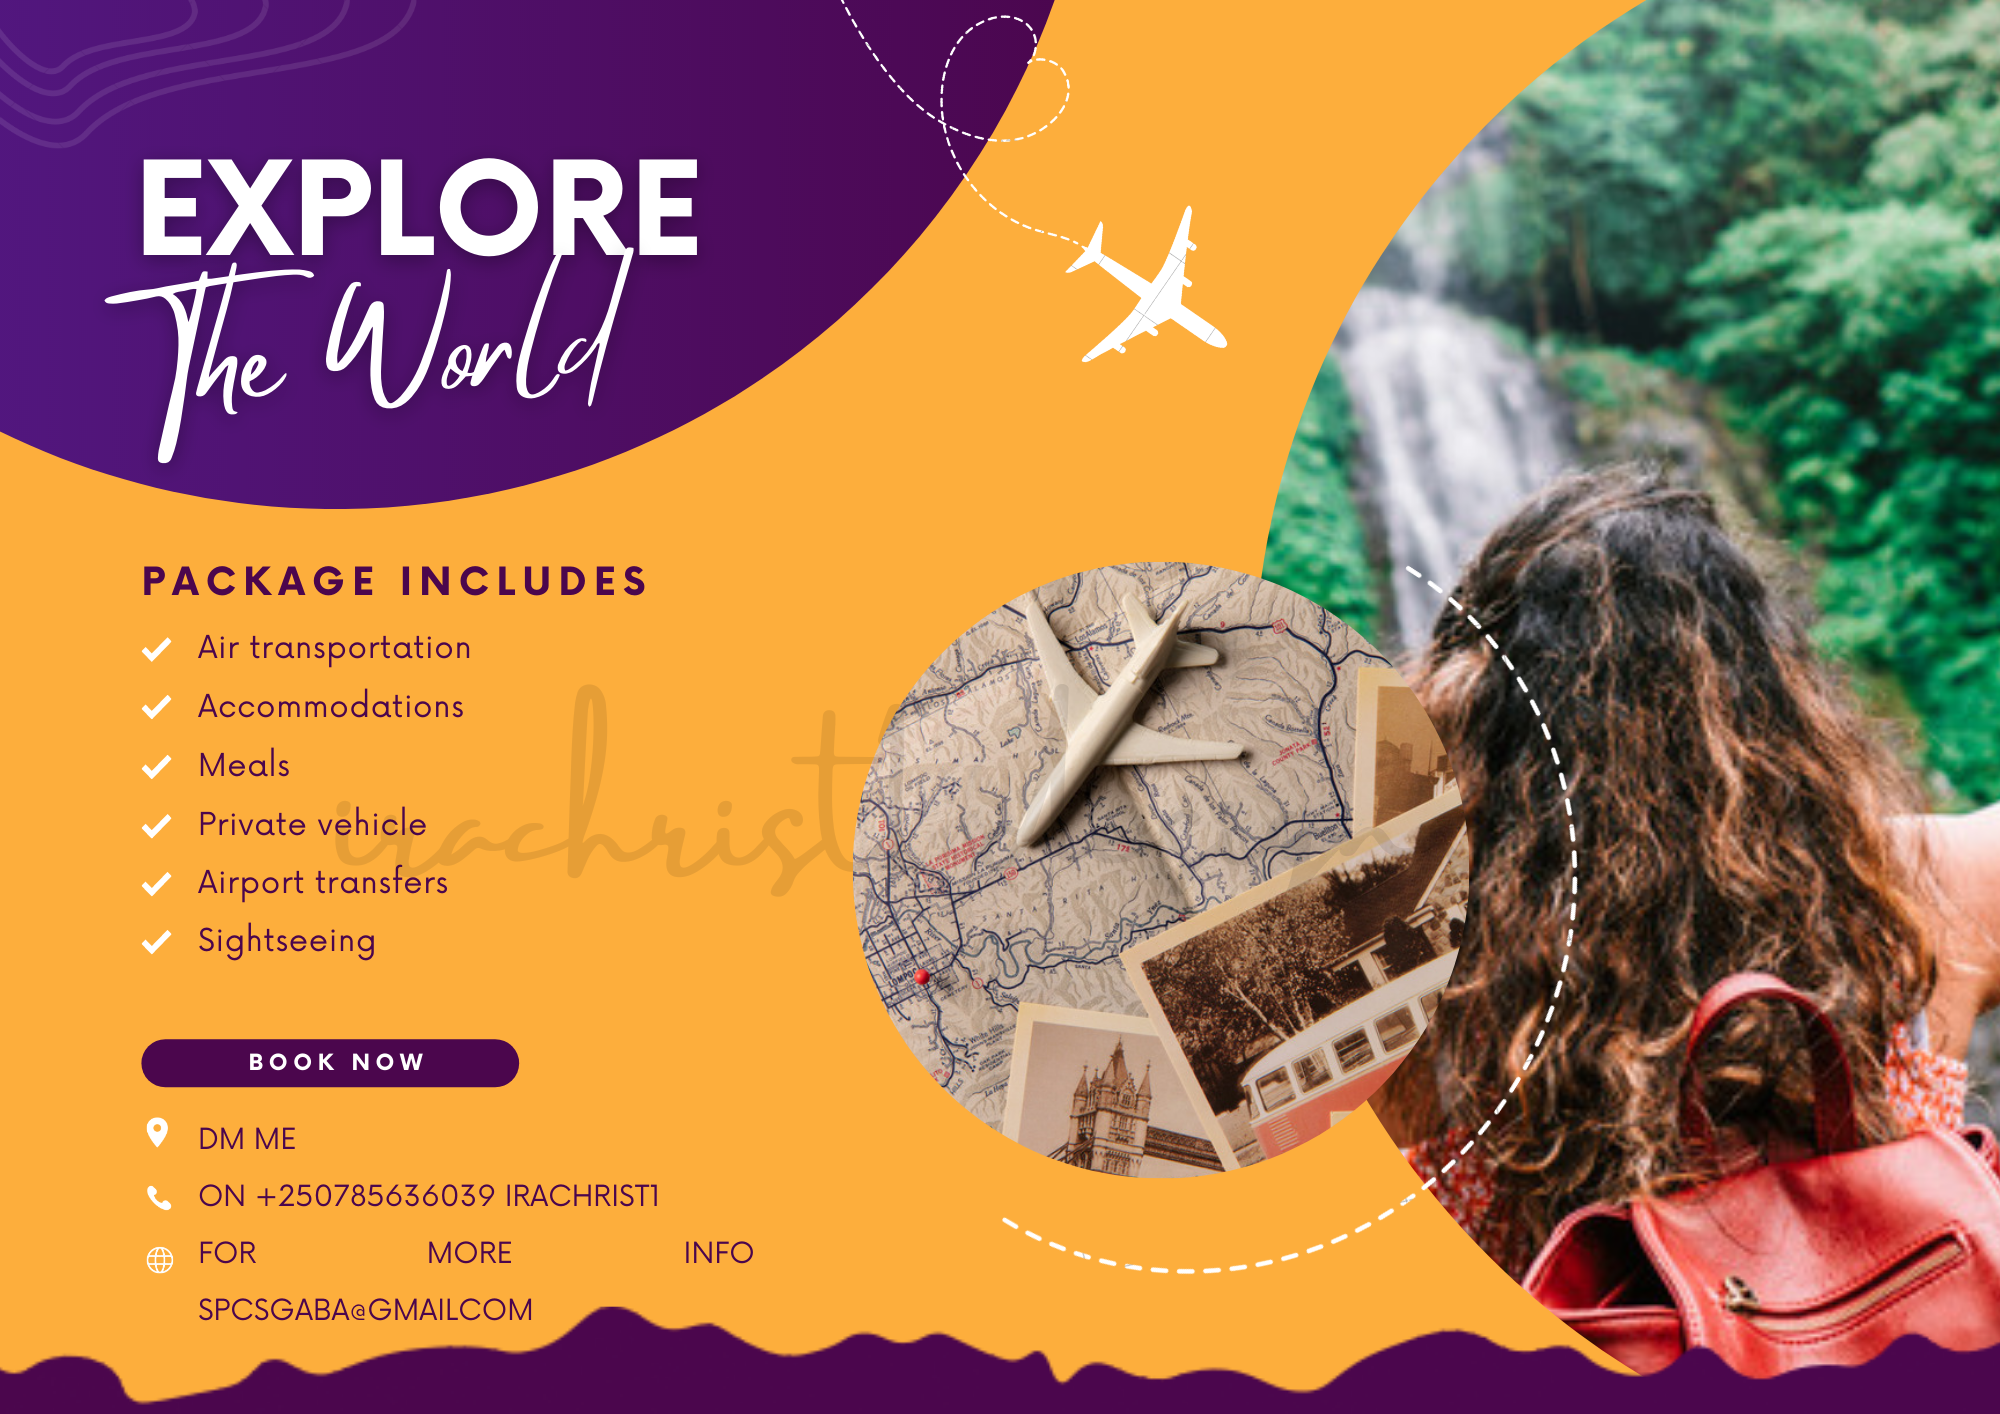 EXPLORE
The World
PACKAGE INCLUDES
Air transportation
Accommodations
Meals
Private vehicle
Airport transfers
Sightseeing
BOOK NOW
DM ME
ON +250785636039 IRACHRIST1
FOR MORE INFO
SPCSGABA@GMAILCOM